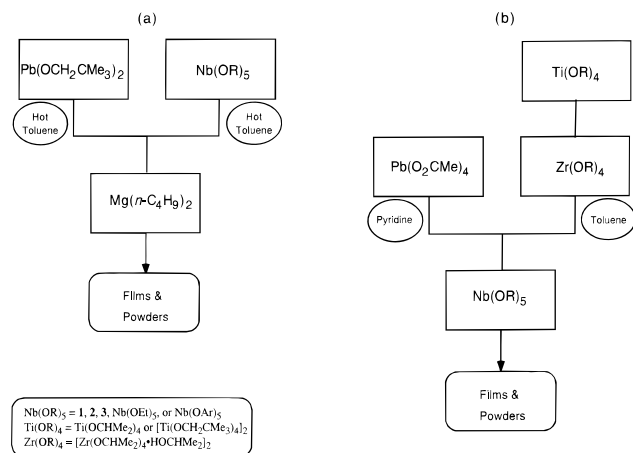 (a)
Pb(OCH₂CMe₃)₂
Nb(OR)₅
Hot
Toluene
Hot
Toluene
Mg(n-C₄H₉)₂
FIlms &
Powders
Nb(OR)₅ = 1, 2, 3, Nb(OEt)₅, or Nb(OAr)₅
Ti(OR)₄ = Ti(OCHMe₂)₄ or [Ti(OCH₂CMe₃)₄]₂
Zr(OR)₄ = [Zr(OCHMe₂)₄•HOCHMe₂]₂
(b)
Ti(OR)₄
Pb(O₂CMe)₄
Zr(OR)₄
Pyridine
Toluene
Nb(OR)₅
Films &
Powders